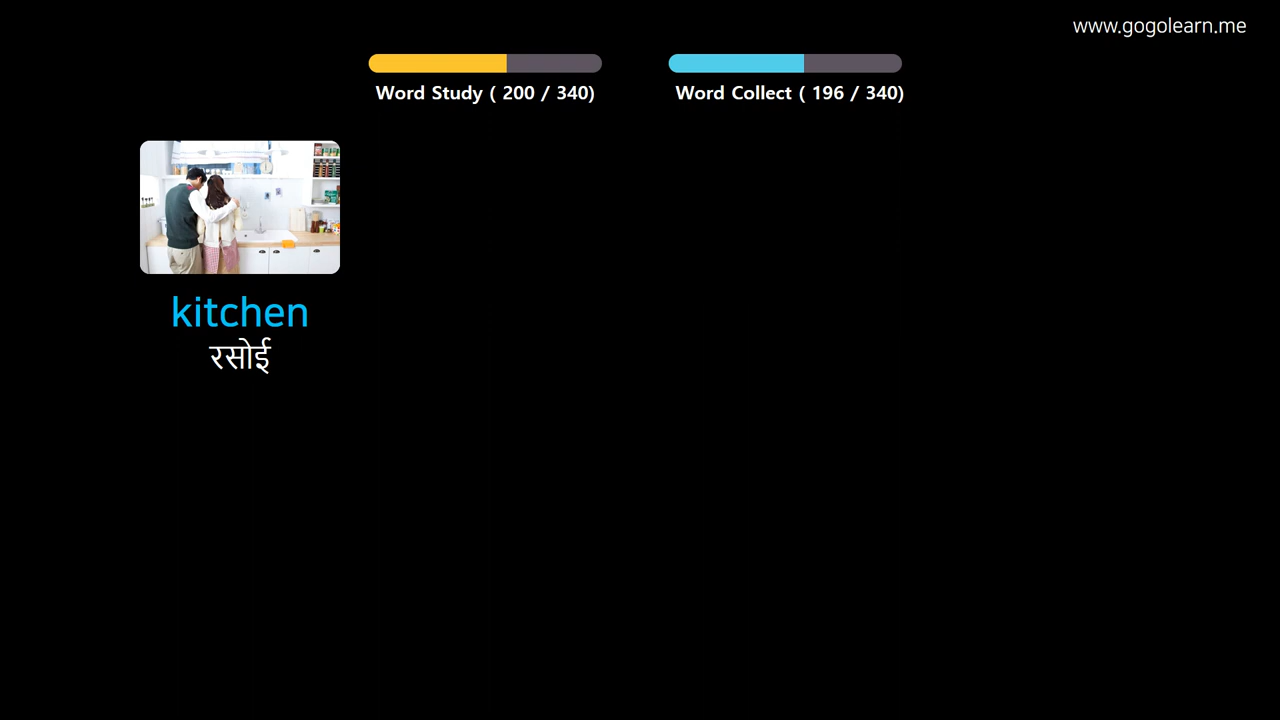 www.gogolearn.me
Word Study ( 200 / 340)
Word Collect ( 196 / 340)
kitchen
रसोई